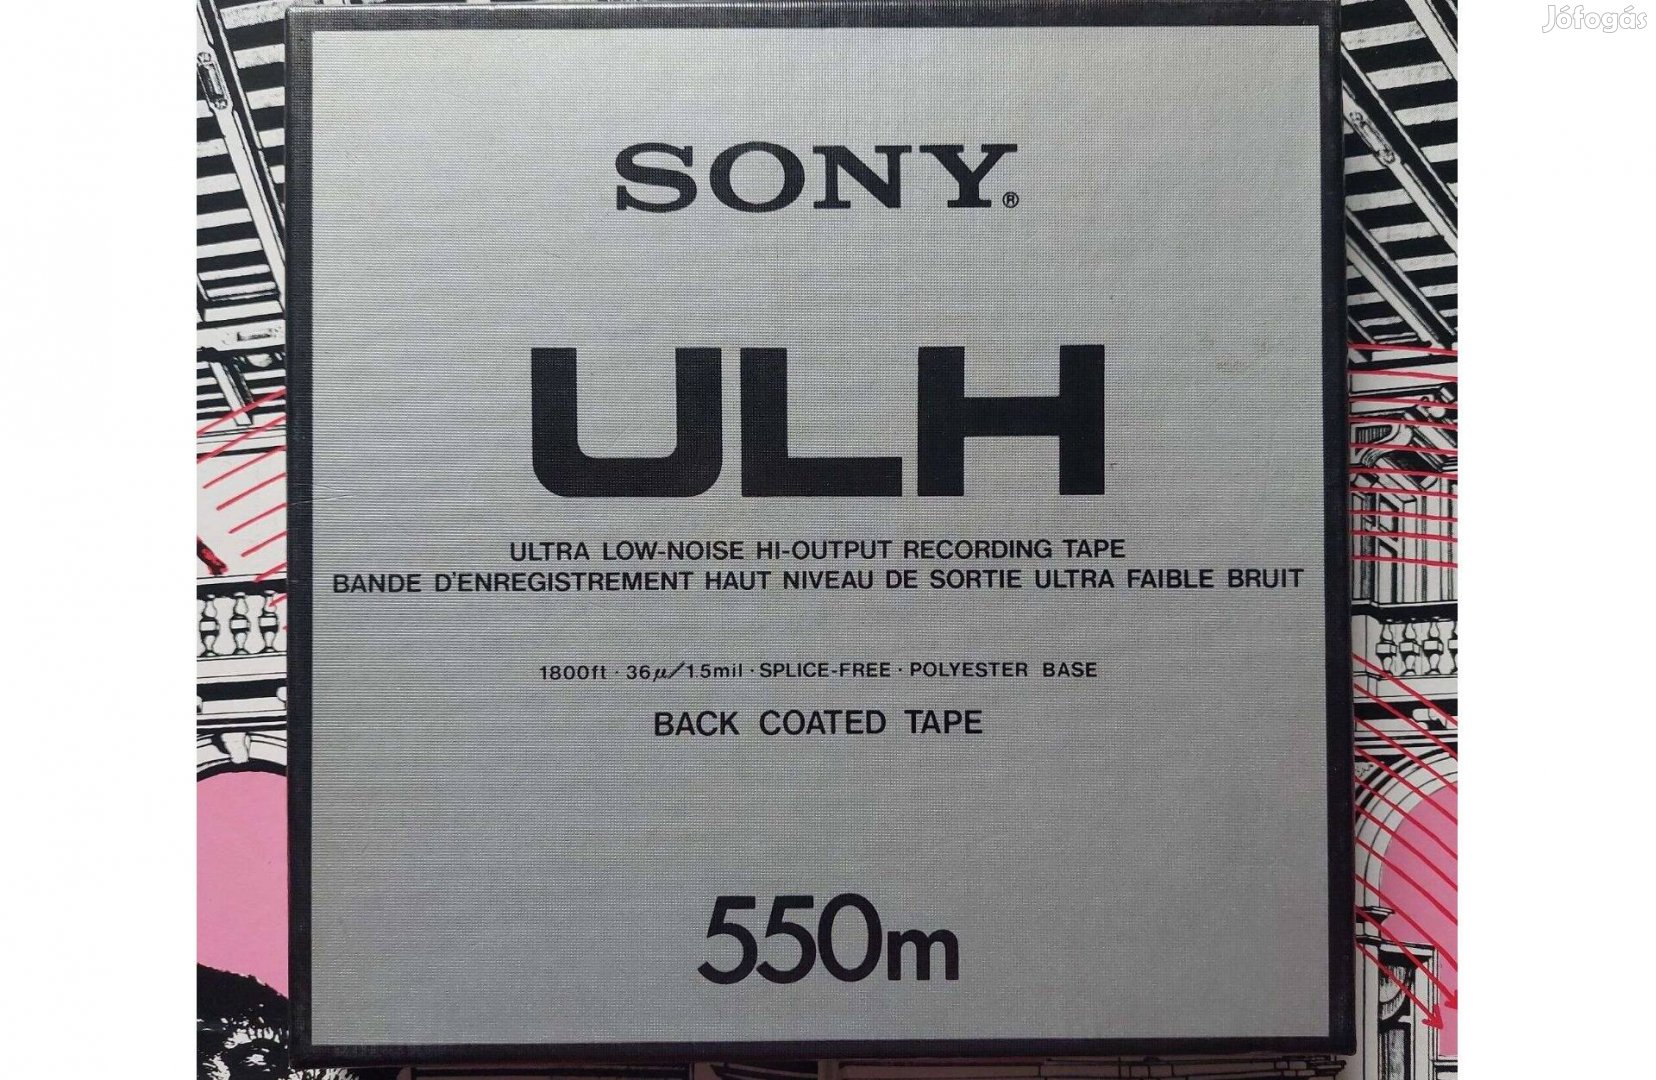 Jófogás
SONY®
ULH
ULTRA LOW-NOISE HI-OUTPUT RECORDING TAPE
BANDE D'ENREGISTREMENT HAUT NIVEAU DE SORTIE ULTRA FAIBLE BRUIT
1800ft · 36μ/1.5mil · SPLICE-FREE · POLYESTER BASE
BACK COATED TAPE
550m